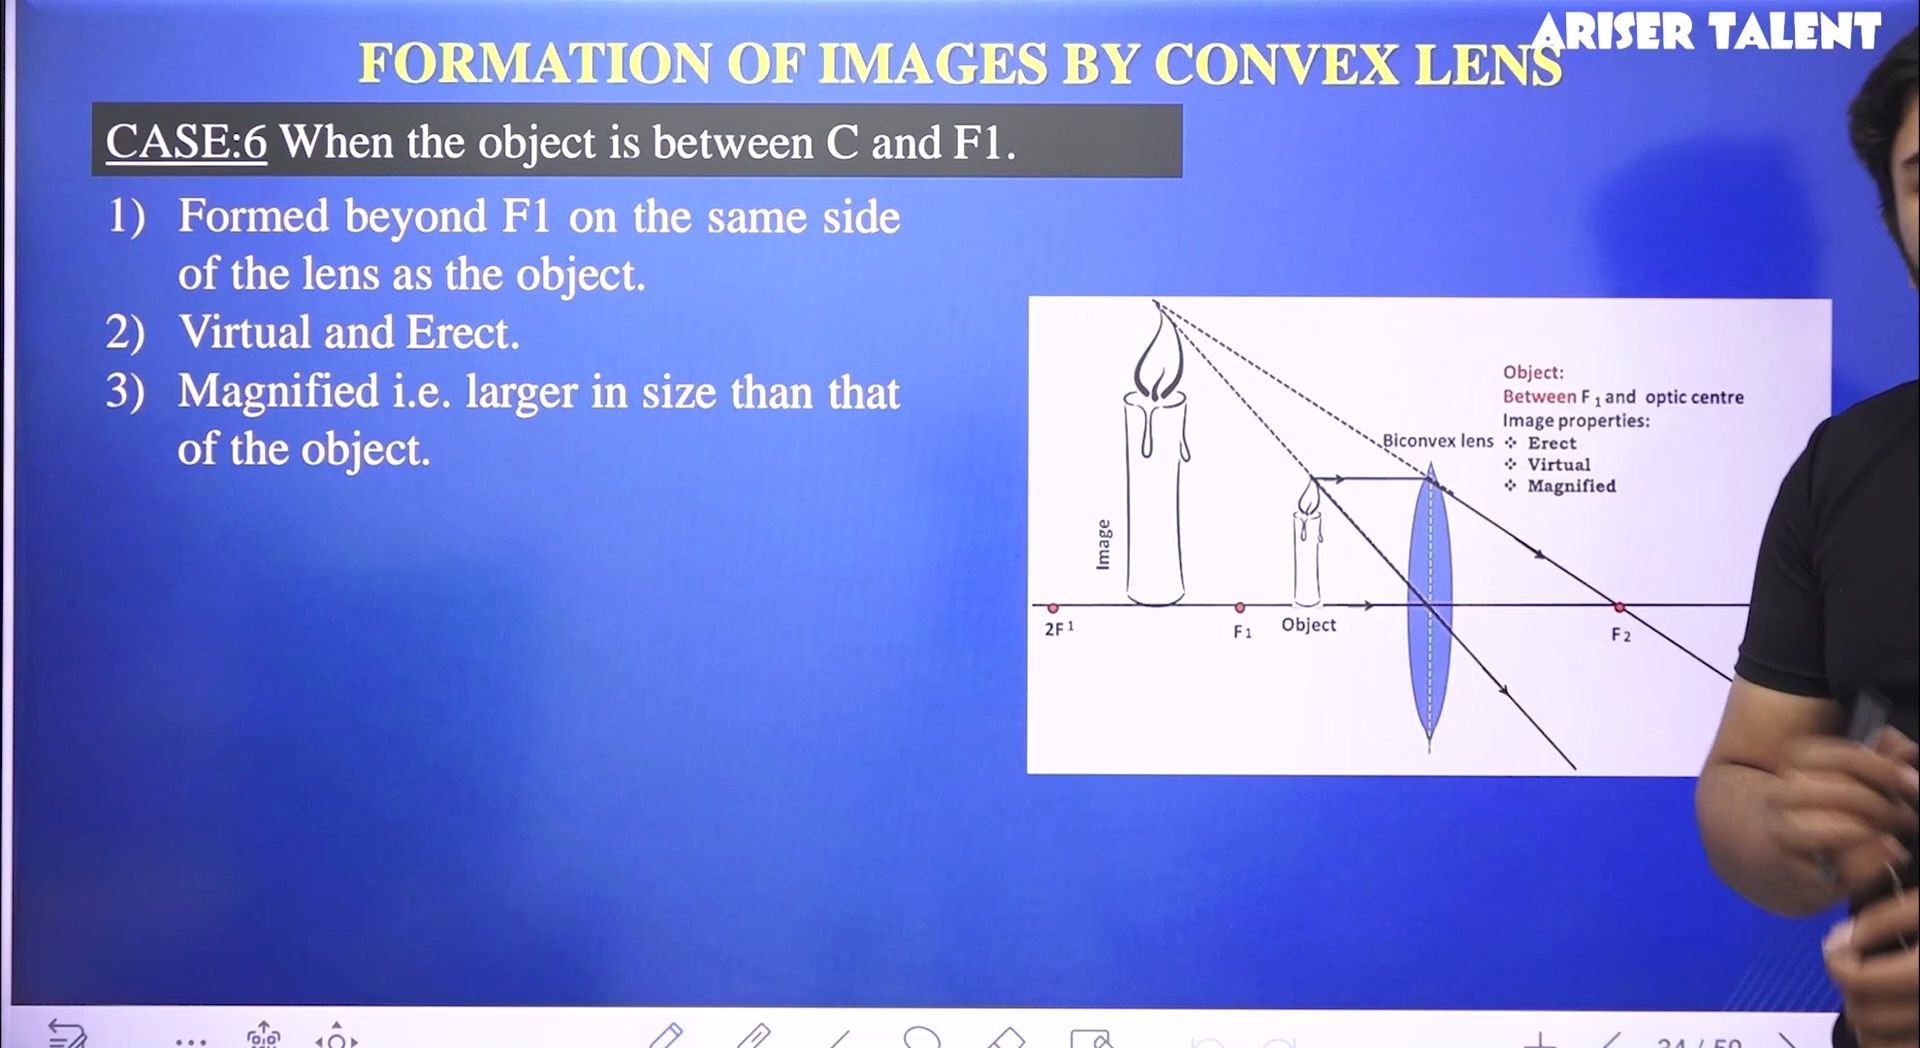 ARISER TALENT
FORMATION OF IMAGES BY CONVEX LENS
CASE:6 When the object is between C and F1.
1) Formed beyond F1 on the same side
of the lens as the object.
2) Virtual and Erect.
3) Magnified i.e. larger in size than that
of the object.
Object:
Between F1 and optic centre
Image properties:
Biconvex lens
❖ Erect
❖ Virtual
❖ Magnified
Image
2F1
F1
Object
F2